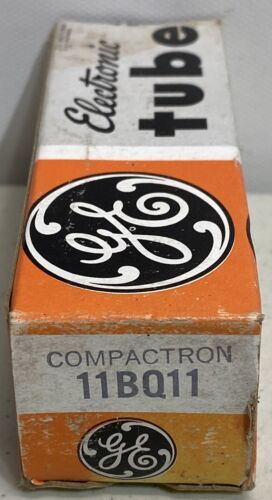 Electronic
tube
GE
COMPACTRON
11BQ11
GE